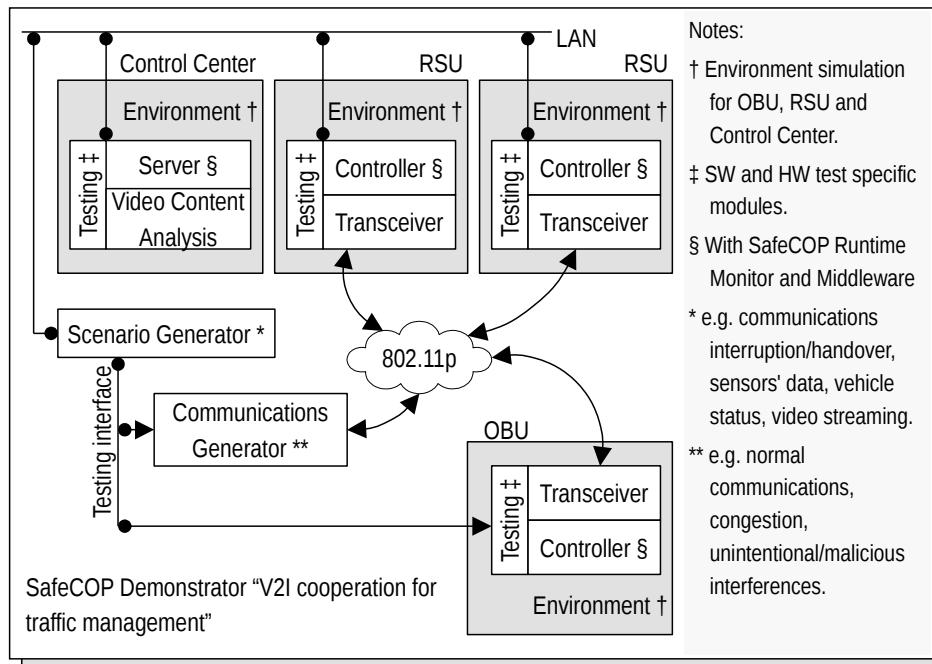 LAN
Control Center
RSU
RSU
Environment †
Environment †
Environment †
Testing ‡
Server §
Video Content
Analysis
Testing ‡
Controller §
Transceiver
Testing ‡
Controller §
Transceiver
Scenario Generator *
802.11p
Testing interface
Communications
Generator **
OBU
Testing ‡
Transceiver
Controller §
Environment †
SafeCOP Demonstrator “V2I cooperation for
traffic management”
Notes:
† Environment simulation
for OBU, RSU and
Control Center.
‡ SW and HW test specific
modules.
§ With SafeCOP Runtime
Monitor and Middleware
* e.g. communications
interruption/handover,
sensors' data, vehicle
status, video streaming.
** e.g. normal
communications,
congestion,
unintentional/malicious
interferences.